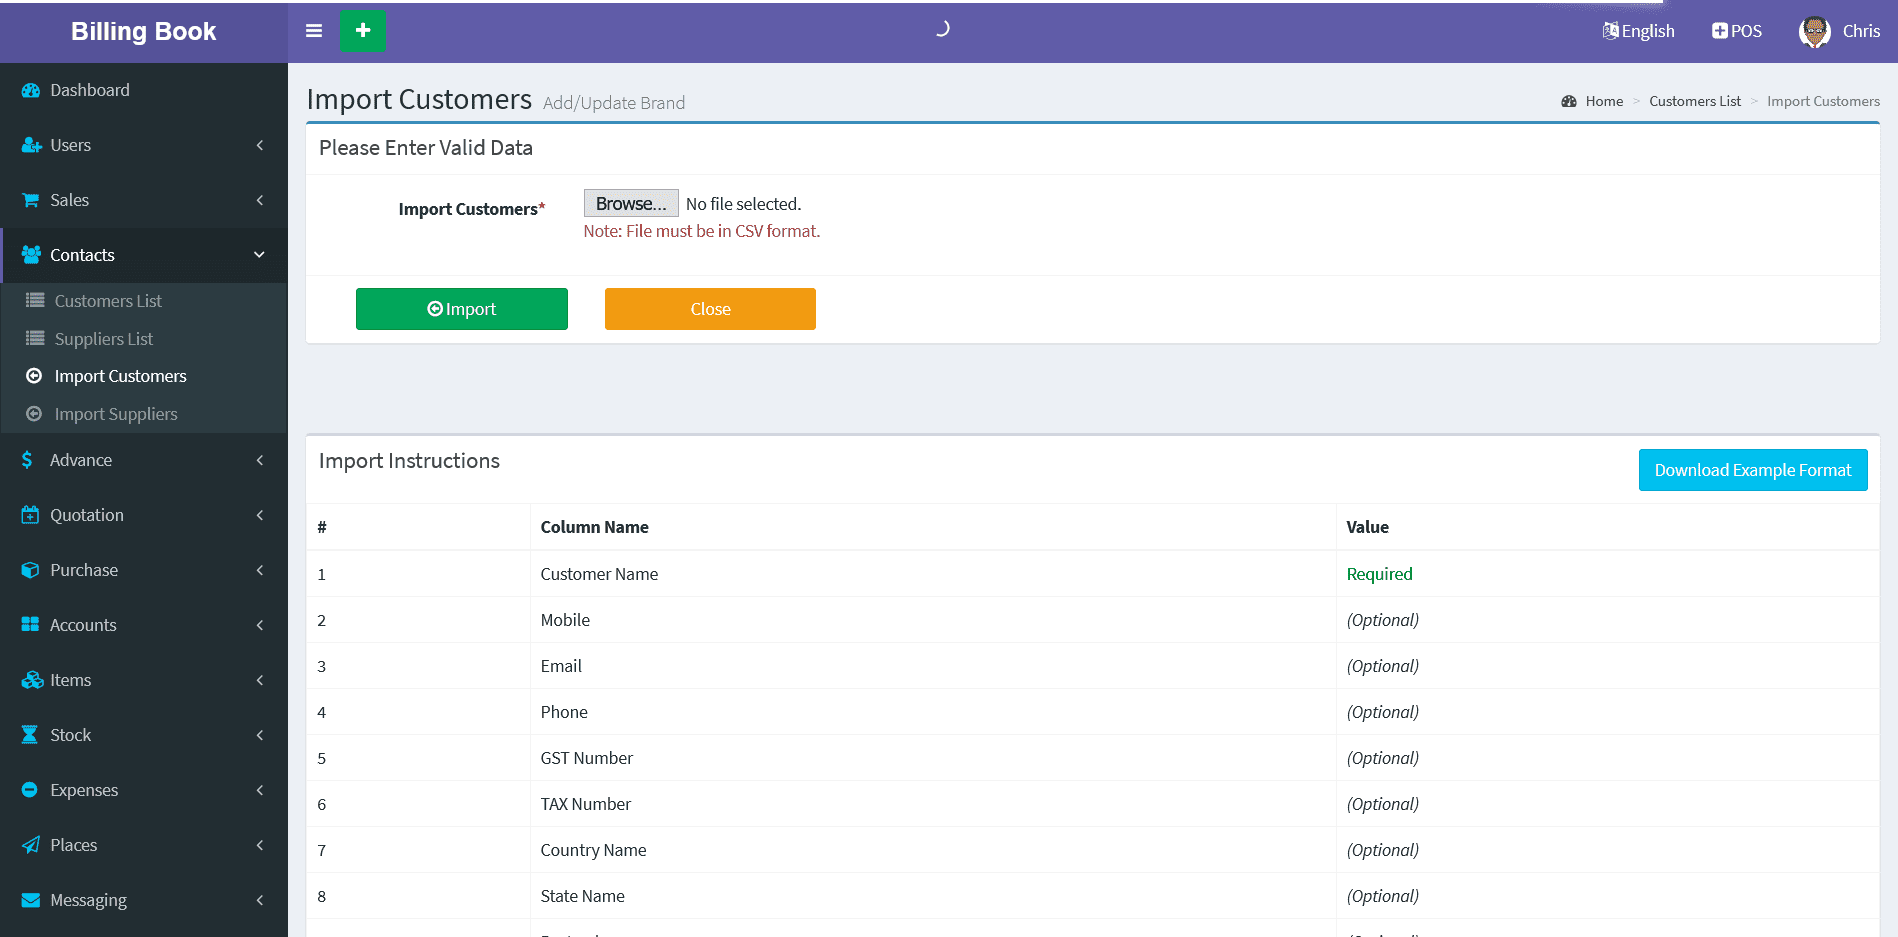 Billing Book
English
POS
Chris
Dashboard
Users
Sales
Contacts
Customers List
Suppliers List
Import Customers
Import Suppliers
Advance
Quotation
Purchase
Accounts
Items
Stock
Expenses
Places
Messaging
Import Customers Add/Update Brand
Home > Customers List > Import Customers
Please Enter Valid Data
Import Customers* Browse... No file selected.
Note: File must be in CSV format.
Import Close
Import Instructions
Download Example Format
# Column Name Value
1 Customer Name Required
2 Mobile (Optional)
3 Email (Optional)
4 Phone (Optional)
5 GST Number (Optional)
6 TAX Number (Optional)
7 Country Name (Optional)
8 State Name (Optional)